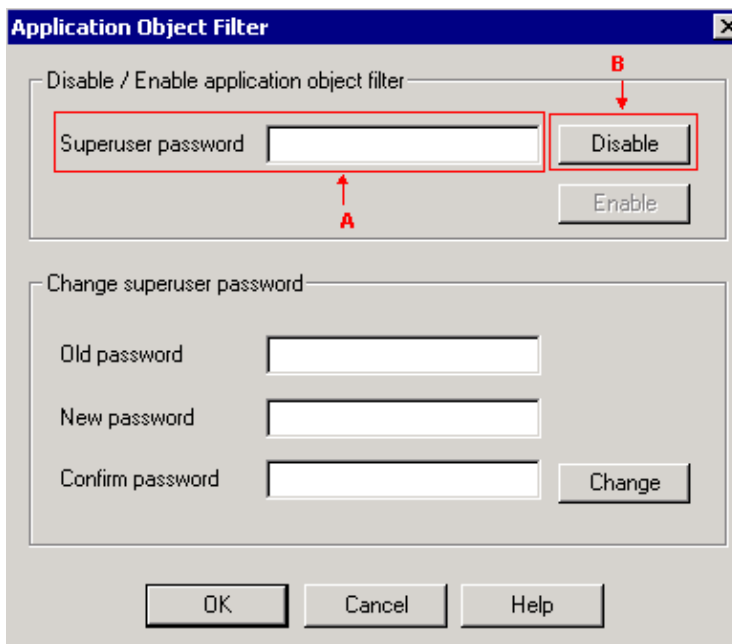 Application Object Filter
Disable / Enable application object filter
B
Superuser password
Disable
A
Enable
Change superuser password
Old password
New password
Confirm password
Change
OK
Cancel
Help